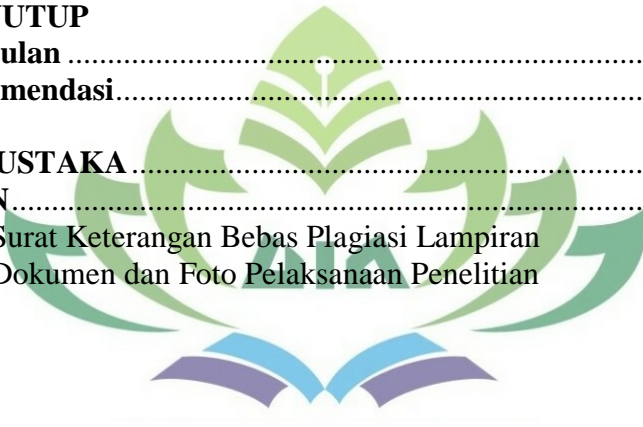 UTUP
ulan ..........................................................................................
mendasi.....................................................................................
USTAKA ..................................................................................
N..................................................................................................
Surat Keterangan Bebas Plagiasi Lampiran
Dokumen dan Foto Pelaksanaan Penelitian